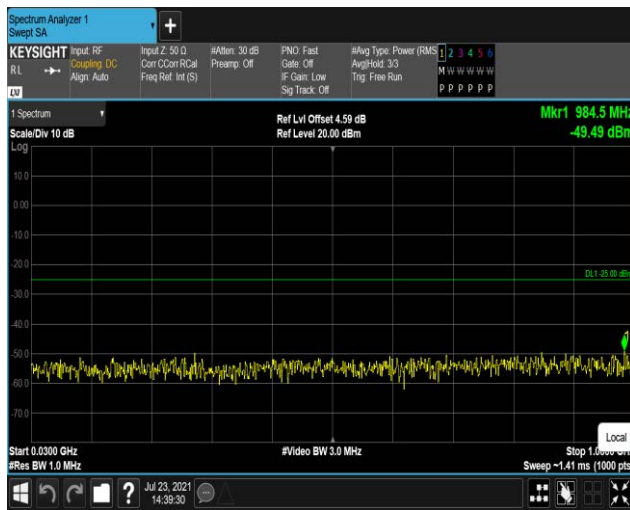 Spectrum Analyzer 1
Swept SA
+
KEYSIGHT Input: RF Input Z: 50 Ω #Atten: 30 dB PNO: Fast #Avg Type: Power (RMS 1 2 3 4 5 6
RL Coupling: DC Corr CCorr RCal Preamp: Off Gate: Off Avg|Hold: 3/3 M W W W W W
Align: Auto Freq Ref: Int (S) IF Gain: Low Trig: Free Run
Sig Track: Off P P P P P P
LXI
1 Spectrum Ref Lvl Offset 4.59 dB Mkr1 984.5 MHz
Scale/Div 10 dB Ref Level 20.00 dBm -49.49 dBm
Log
10.0
0.00
-10.0
-20.0
DL1 -25.00 dBm
-30.0
-40.0
1
-50.0
-60.0
-70.0
Local
Start 0.0300 GHz #Video BW 3.0 MHz Stop
#Res BW 1.0 MHz Sweep ~1.41 ms (1000 pts
? Jul 23, 2021
14:39:30